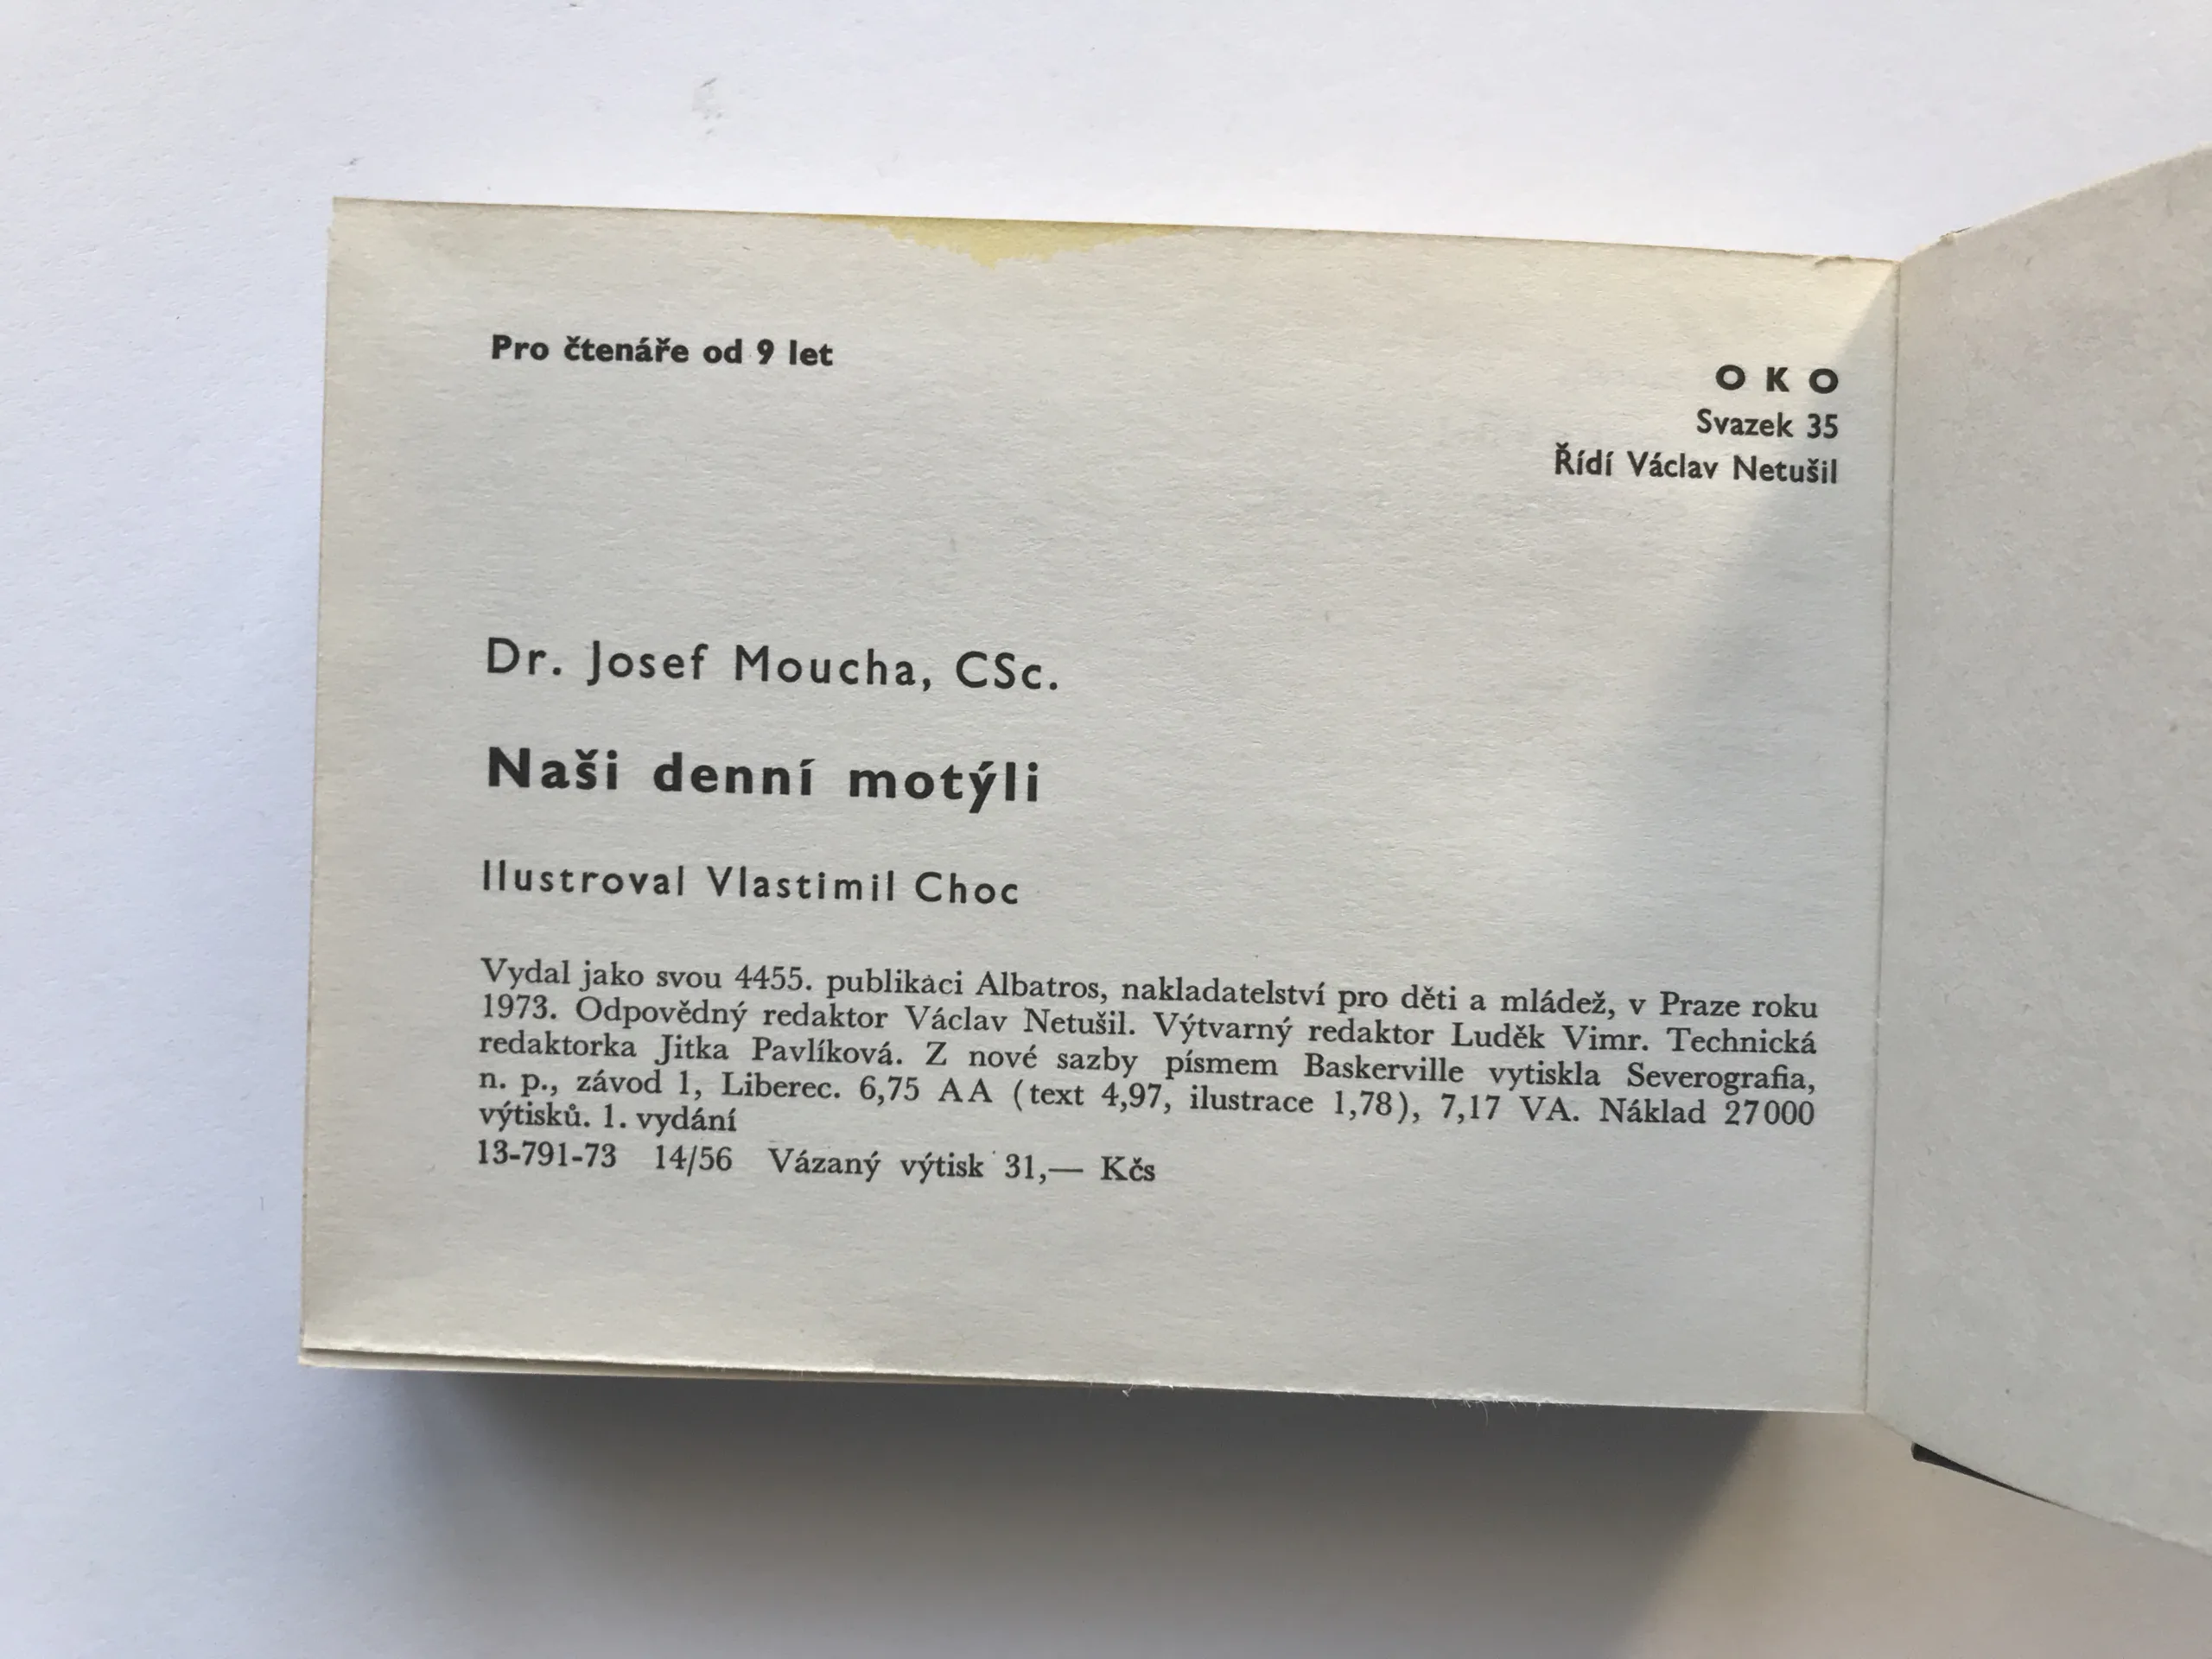 Pro čtenáře od 9 let
O K O
Svazek 35
Řídí Václav Netušil
Dr. Josef Moucha, CSc.
Naši denní motýli
Ilustroval Vlastimil Choc
Vydal jako svou 4455. publikaci Albatros, nakladatelství pro děti a mládež, v Praze roku
1973. Odpovědný redaktor Václav Netušil. Výtvarný redaktor Luděk Vimr. Technická
redaktorka Jitka Pavlíková. Z nové sazby písmem Baskerville vytiskla Severografia,
n. p., závod 1, Liberec. 6,75 AA (text 4,97, ilustrace 1,78), 7,17 VA. Náklad 27 000
výtisků. 1. vydání
13-791-73 14/56 Vázaný výtisk 31,— Kčs